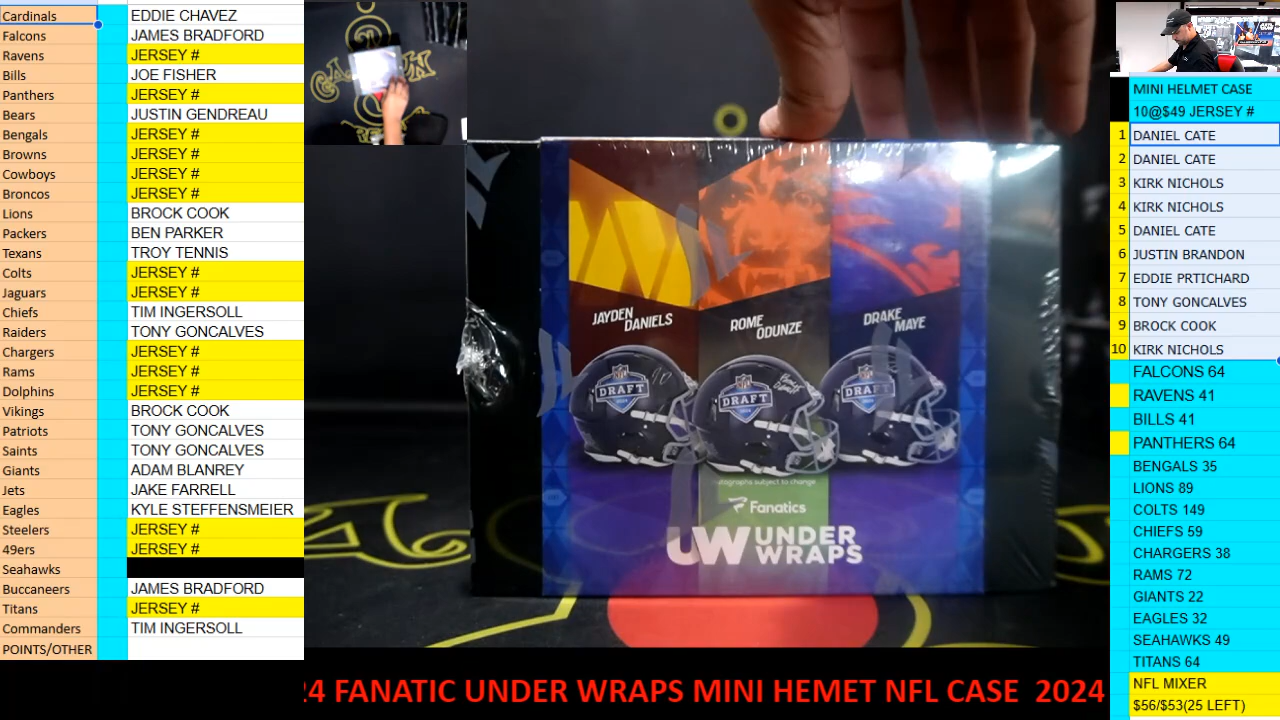 Cardinals EDDIE CHAVEZ
Falcons JAMES BRADFORD
Ravens JERSEY #
Bills JOE FISHER
Panthers JERSEY #
Bears JUSTIN GENDREAU
Bengals JERSEY #
Browns JERSEY #
Cowboys JERSEY #
Broncos JERSEY #
Lions BROCK COOK
Packers BEN PARKER
Texans TROY TENNIS
Colts JERSEY #
Jaguars JERSEY #
Chiefs TIM INGERSOLL
Raiders TONY GONCALVES
Chargers JERSEY #
Rams JERSEY #
Dolphins JERSEY #
Vikings BROCK COOK
Patriots TONY GONCALVES
Saints TONY GONCALVES
Giants ADAM BLANREY
Jets JAKE FARRELL
Eagles KYLE STEFFENSMEIER
Steelers JERSEY #
49ers JERSEY #
Seahawks
Buccaneers JAMES BRADFORD
Titans JERSEY #
Commanders TIM INGERSOLL
POINTS/OTHER
JAYDEN DANIELS
ROME ODUNZE
DRAKE MAYE
DRAFT
DRAFT
DRAFT
autographs subject to change
Fanatics
UW UNDER
WRAPS
MINI HELMET CASE
10@$49 JERSEY #
1 DANIEL CATE
2 DANIEL CATE
3 KIRK NICHOLS
4 KIRK NICHOLS
5 DANIEL CATE
6 JUSTIN BRANDON
7 EDDIE PRTICHARD
8 TONY GONCALVES
9 BROCK COOK
10 KIRK NICHOLS
FALCONS 64
RAVENS 41
BILLS 41
PANTHERS 64
BENGALS 35
LIONS 89
COLTS 149
CHIEFS 59
CHARGERS 38
RAMS 72
GIANTS 22
EAGLES 32
SEAHAWKS 49
TITANS 64
NFL MIXER
$56/$53(25 LEFT)
24 FANATIC UNDER WRAPS MINI HEMET NFL CASE 2024